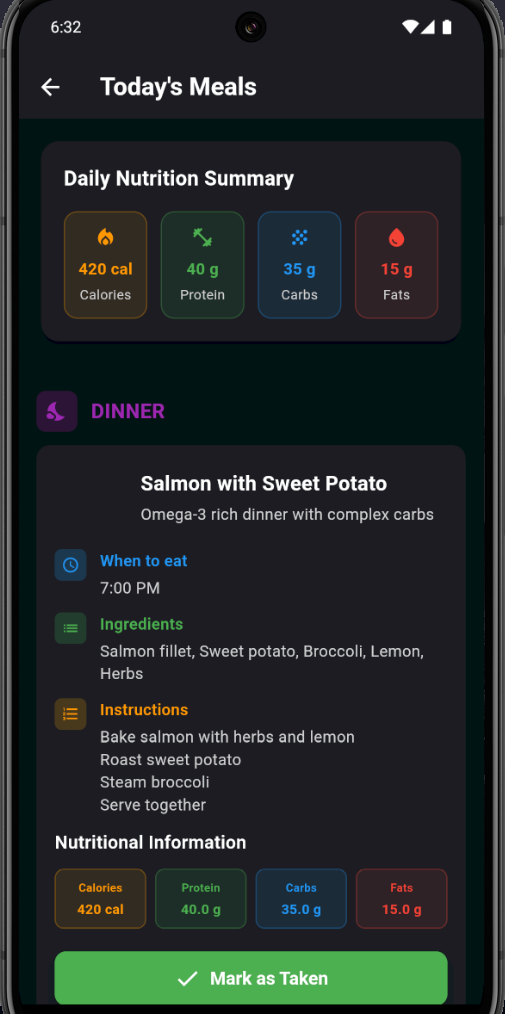 6:32
Today's Meals
Daily Nutrition Summary
420 cal
Calories
40 g
Protein
35 g
Carbs
15 g
Fats
DINNER
Salmon with Sweet Potato
Omega-3 rich dinner with complex carbs
When to eat
7:00 PM
Ingredients
Salmon fillet, Sweet potato, Broccoli, Lemon,
Herbs
Instructions
Bake salmon with herbs and lemon
Roast sweet potato
Steam broccoli
Serve together
Nutritional Information
Calories
420 cal
Protein
40.0 g
Carbs
35.0 g
Fats
15.0 g
Mark as Taken